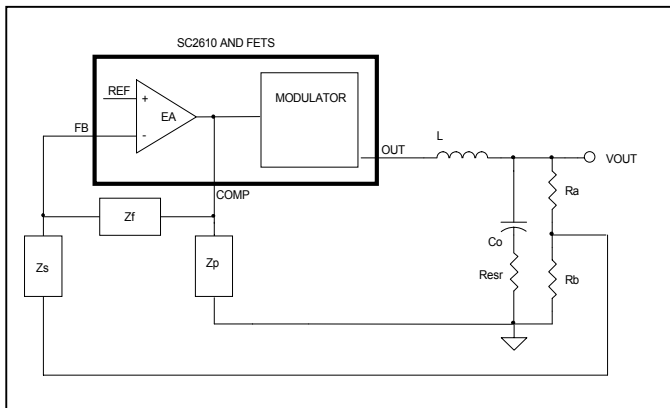 SC2610 AND FETS
REF
+
EA
-
MODULATOR
FB
OUT
L
VOUT
COMP
Ra
Zf
Co
Zs
Zp
Resr
Rb